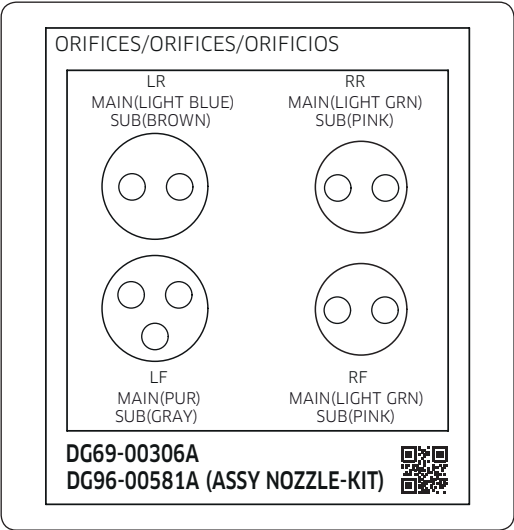 ORIFICES/ORIFICES/ORIFICIOS
LR
MAIN(LIGHT BLUE)
SUB(BROWN)
RR
MAIN(LIGHT GRN)
SUB(PINK)
LF
MAIN(PUR)
SUB(GRAY)
RF
MAIN(LIGHT GRN)
SUB(PINK)
DG69-00306A
DG96-00581A (ASSY NOZZLE-KIT)